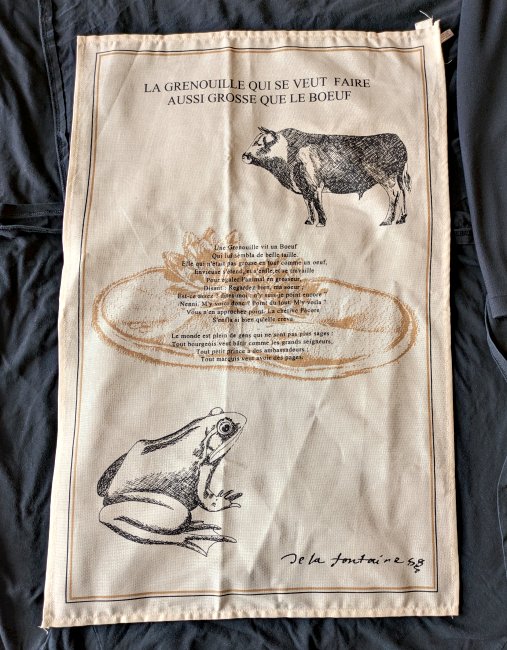 LA GRENOUILLE QUI SE VEUT FAIRE
AUSSI GROSSE QUE LE BOEUF
Une Grenouille vit un Boeuf
Qui lui sembla de belle taille.
Elle qui n'était pas grosse en tout comme un oeuf,
Envieuse s'étend, et s'enfle, et se travaille
Pour égaler l'animal en grosseur,
Disant : Regardez bien, ma soeur ;
Est-ce assez ? dites-moi ; n'y suis-je point encore ?
Nenni. M'y voici donc ? Point du tout. M'y voilà ?
Vous n'en approchez point. La chétive Pécore
S'enfla si bien qu'elle creva.
Le monde est plein de gens qui ne sont pas plus sages :
Tout bourgeois veut bâtir comme les grands seigneurs,
Tout petit prince a des ambassadeurs :
Tout marquis veut avoir des pages.
De la fontaine